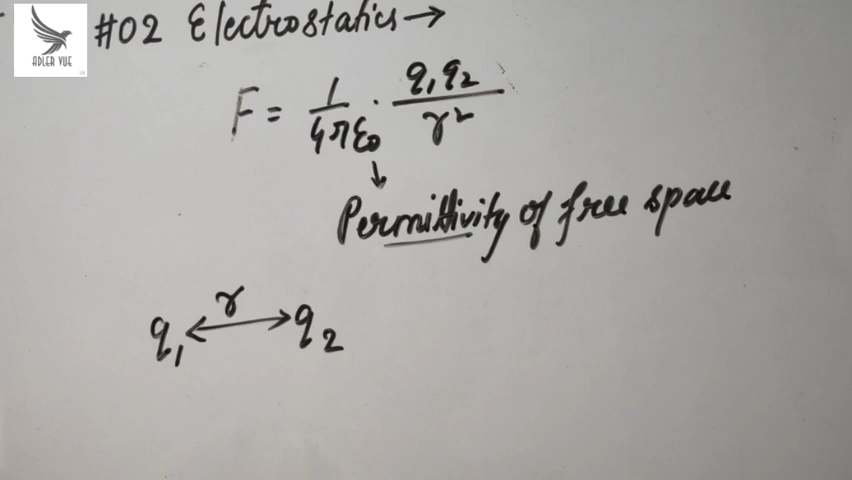 ADLER VUE
#02 Electrostatics →
F = 1/4πε₀ · q₁q₂/r²
↓
Permittivity of free space
r
q₁ ↔ q₂